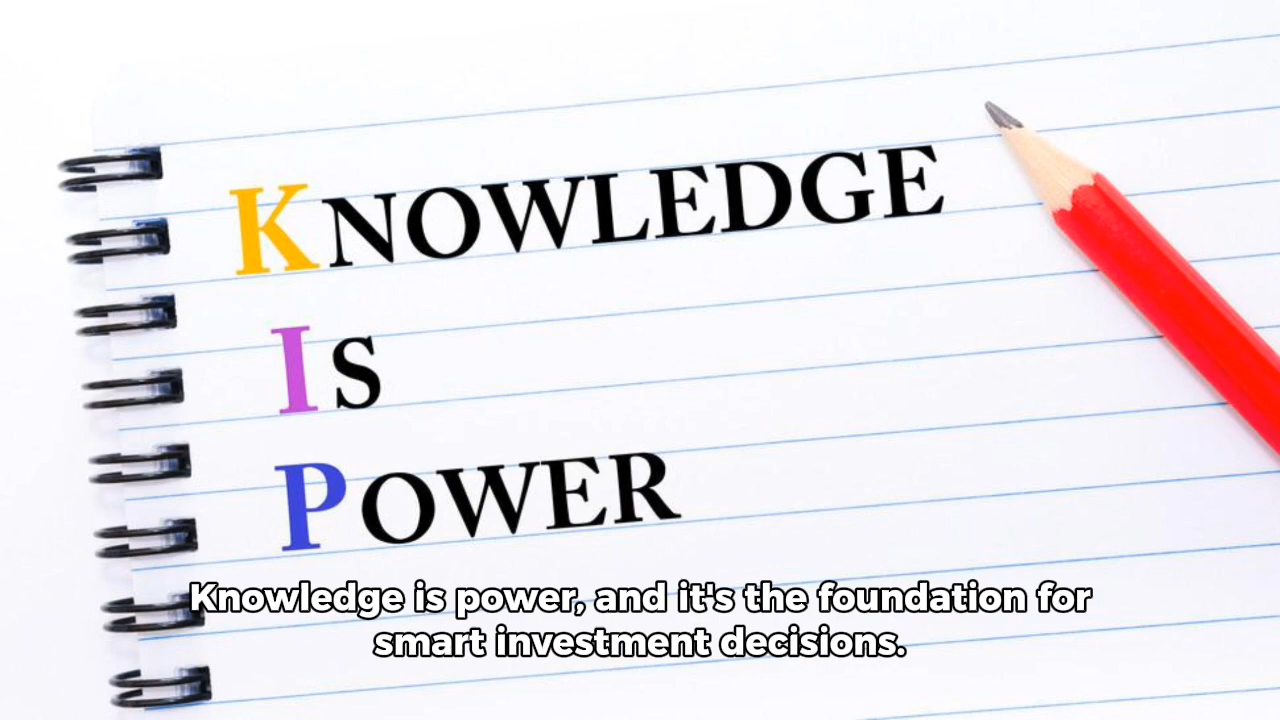 KNOWLEDGE
IS
POWER
Knowledge is power, and it's the foundation for
smart investment decisions.